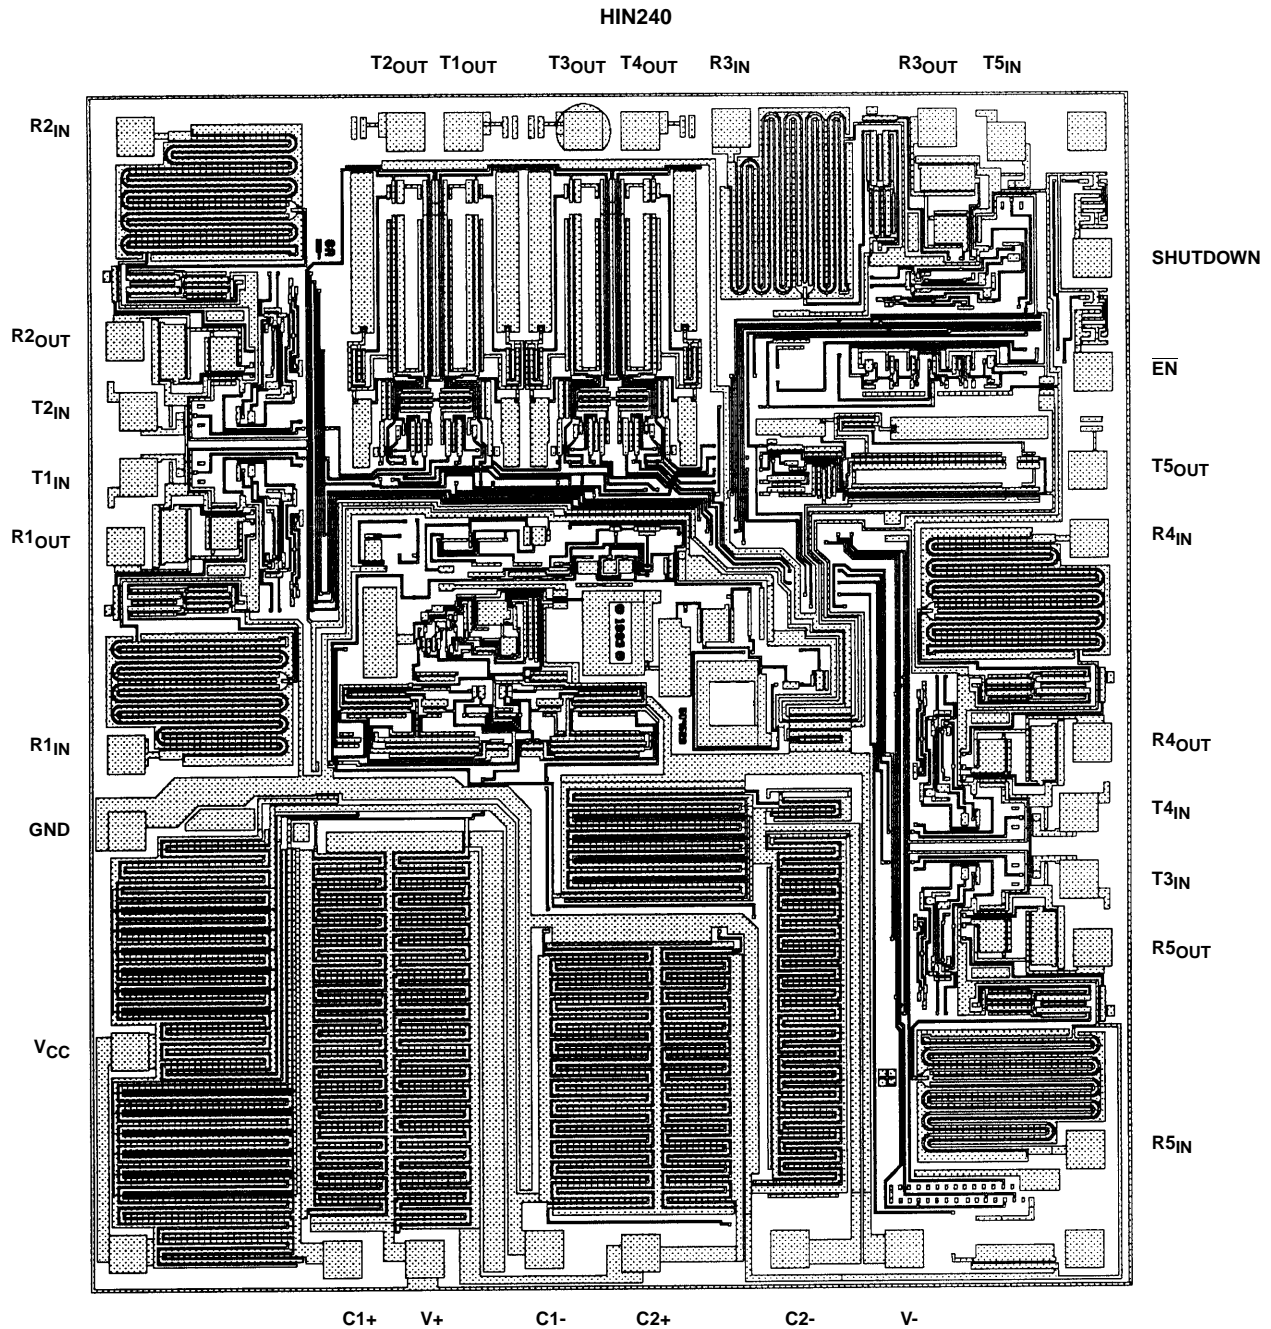 HIN240
T2OUT T1OUT T3OUT T4OUT R3IN R3OUT T5IN
R2IN
SHUTDOWN
R2OUT
EN
T2IN
T5OUT
T1IN
R4IN
R1OUT
© 1993 ©
R1IN
R4OUT
T4IN
GND
T3IN
R5OUT
VCC
R5IN
C1+ V+ C1- C2+ C2- V-